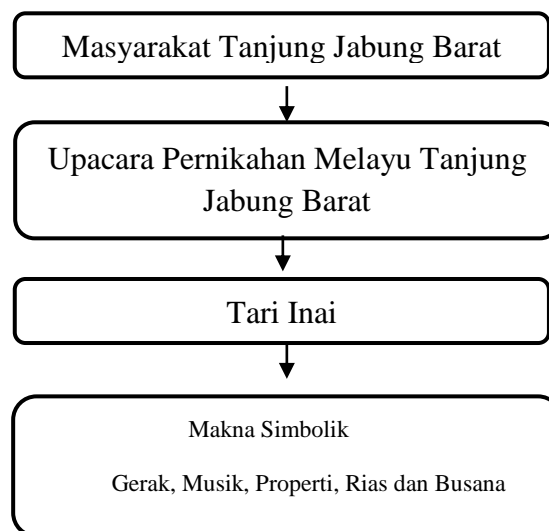 Masyarakat Tanjung Jabung Barat
Upacara Pernikahan Melayu Tanjung
Jabung Barat
Tari Inai
Makna Simbolik
Gerak, Musik, Properti, Rias dan Busana